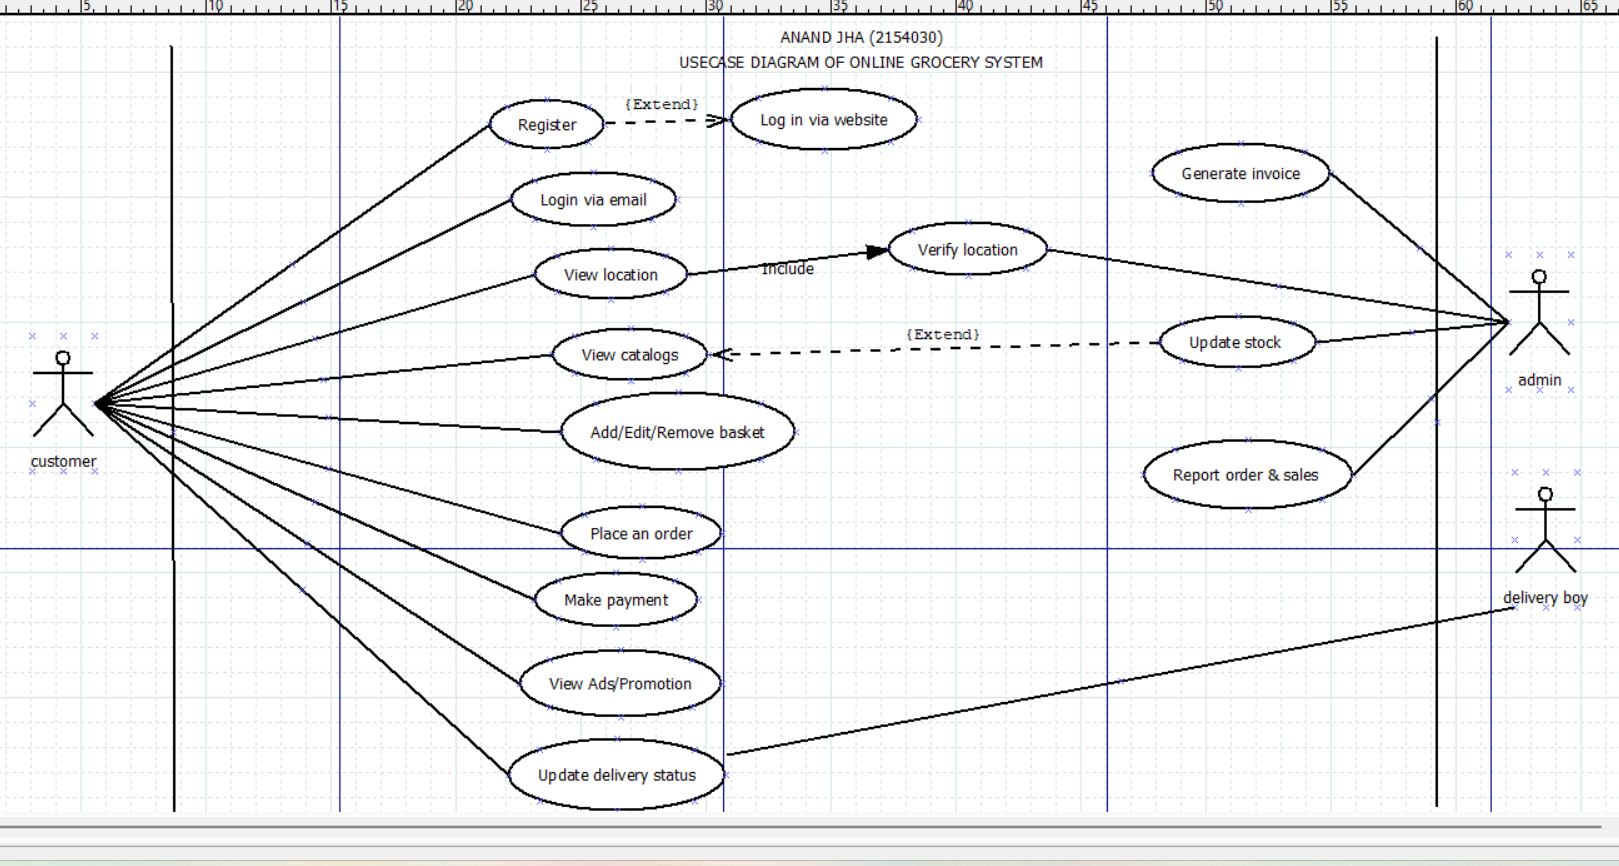 5 10 15 20 25 30 35 40 45 50 55 60 65
ANAND JHA (2154030)
USECASE DIAGRAM OF ONLINE GROCERY SYSTEM
{Extend}
Register
Log in via website
Generate invoice
Login via email
Verify location
View location
Include
{Extend}
Update stock
View catalogs
admin
Add/Edit/Remove basket
customer
Report order & sales
Place an order
Make payment
delivery boy
View Ads/Promotion
Update delivery status